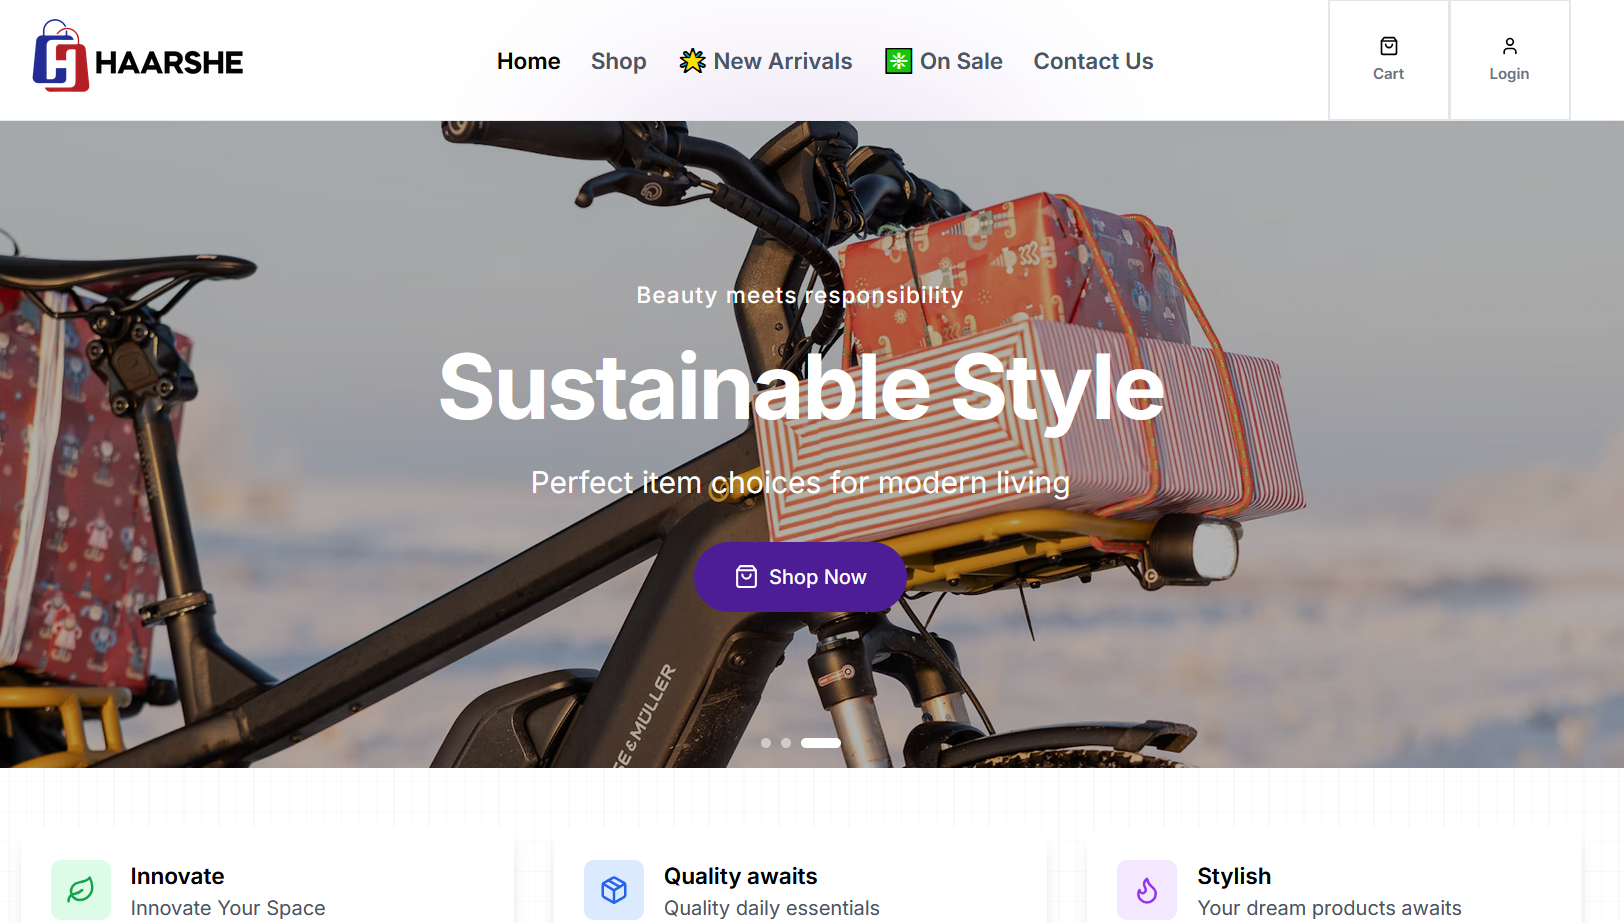 HAARSHE
Home
Shop
New Arrivals
On Sale
Contact Us
Cart
Login
Beauty meets responsibility
Sustainable Style
Perfect item choices for modern living
Shop Now
SE & MÜLLER
Innovate
Innovate Your Space
Quality awaits
Quality daily essentials
Stylish
Your dream products awaits